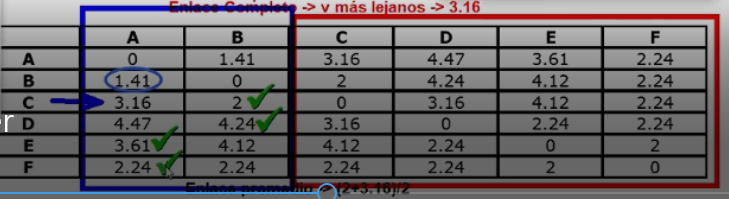 Enlace Completo -> v más lejanos -> 3.16
A B C D E F
A 0 1.41 3.16 4.47 3.61 2.24
B 1.41 0 2 4.24 4.12 2.24
C 3.16 2 0 3.16 4.12 2.24
er
D 4.47 4.24 3.16 0 2.24 2.24
E 3.61 4.12 4.12 2.24 0 2
F 2.24 2.24 2.24 2.24 2 0
Enlace promedio -> (2+3.16)/2